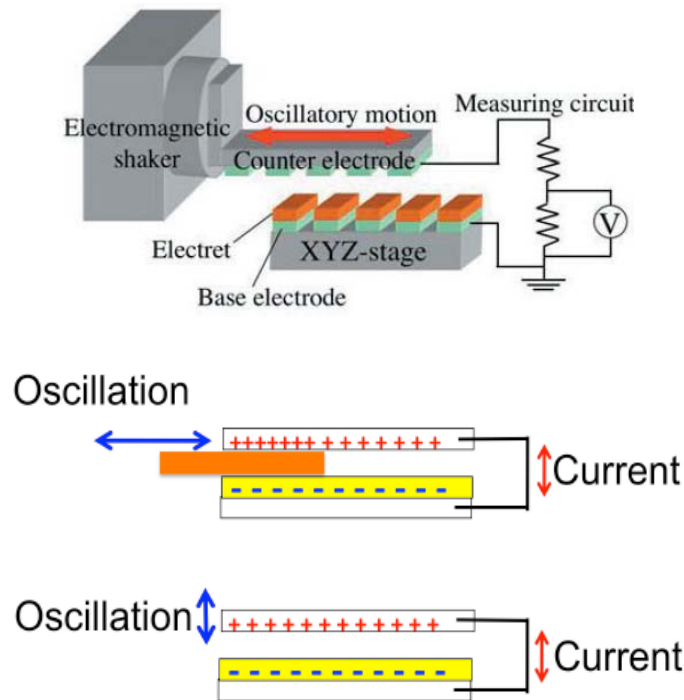 Oscillatory motion
Measuring circuit
Electromagnetic
shaker
Counter electrode
V
Electret
XYZ-stage
Base electrode
Oscillation
+++++++ + + + + + +
Current
- - - - - - - - - - -
Oscillation
+ + + + + + + + + + + +
Current
- - - - - - - - - - -